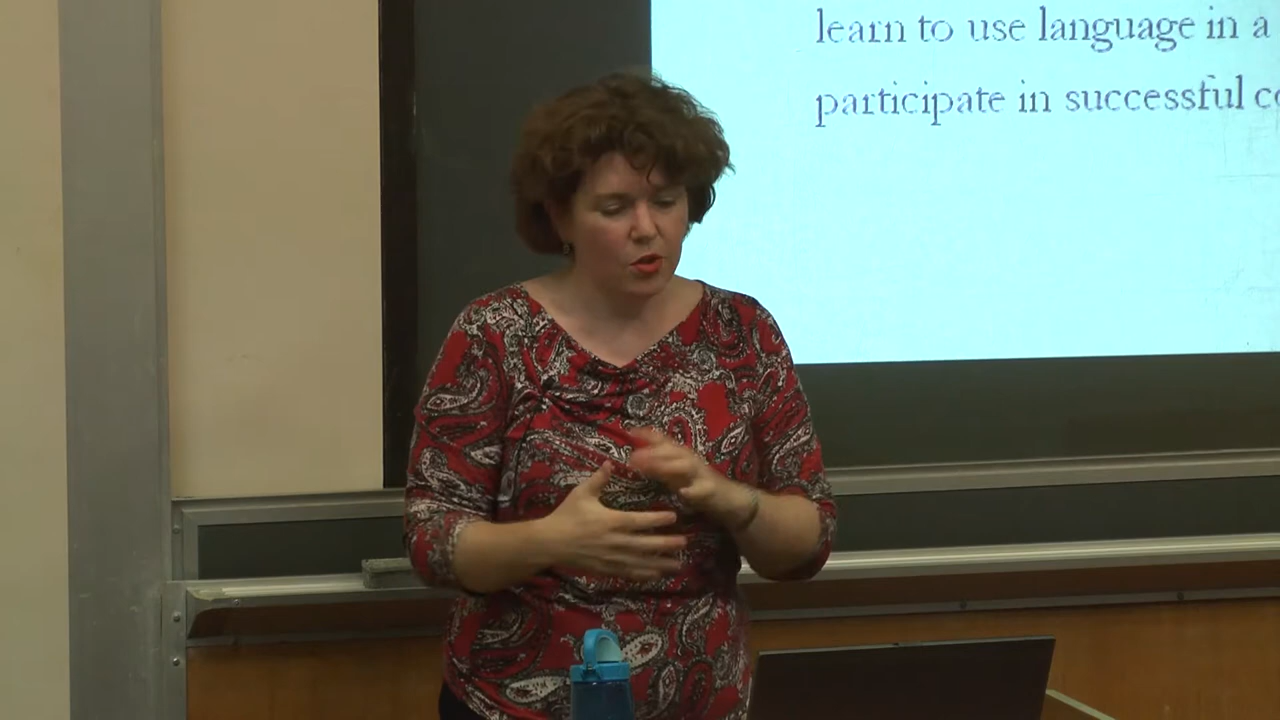 learn to use language in a
participate in successful